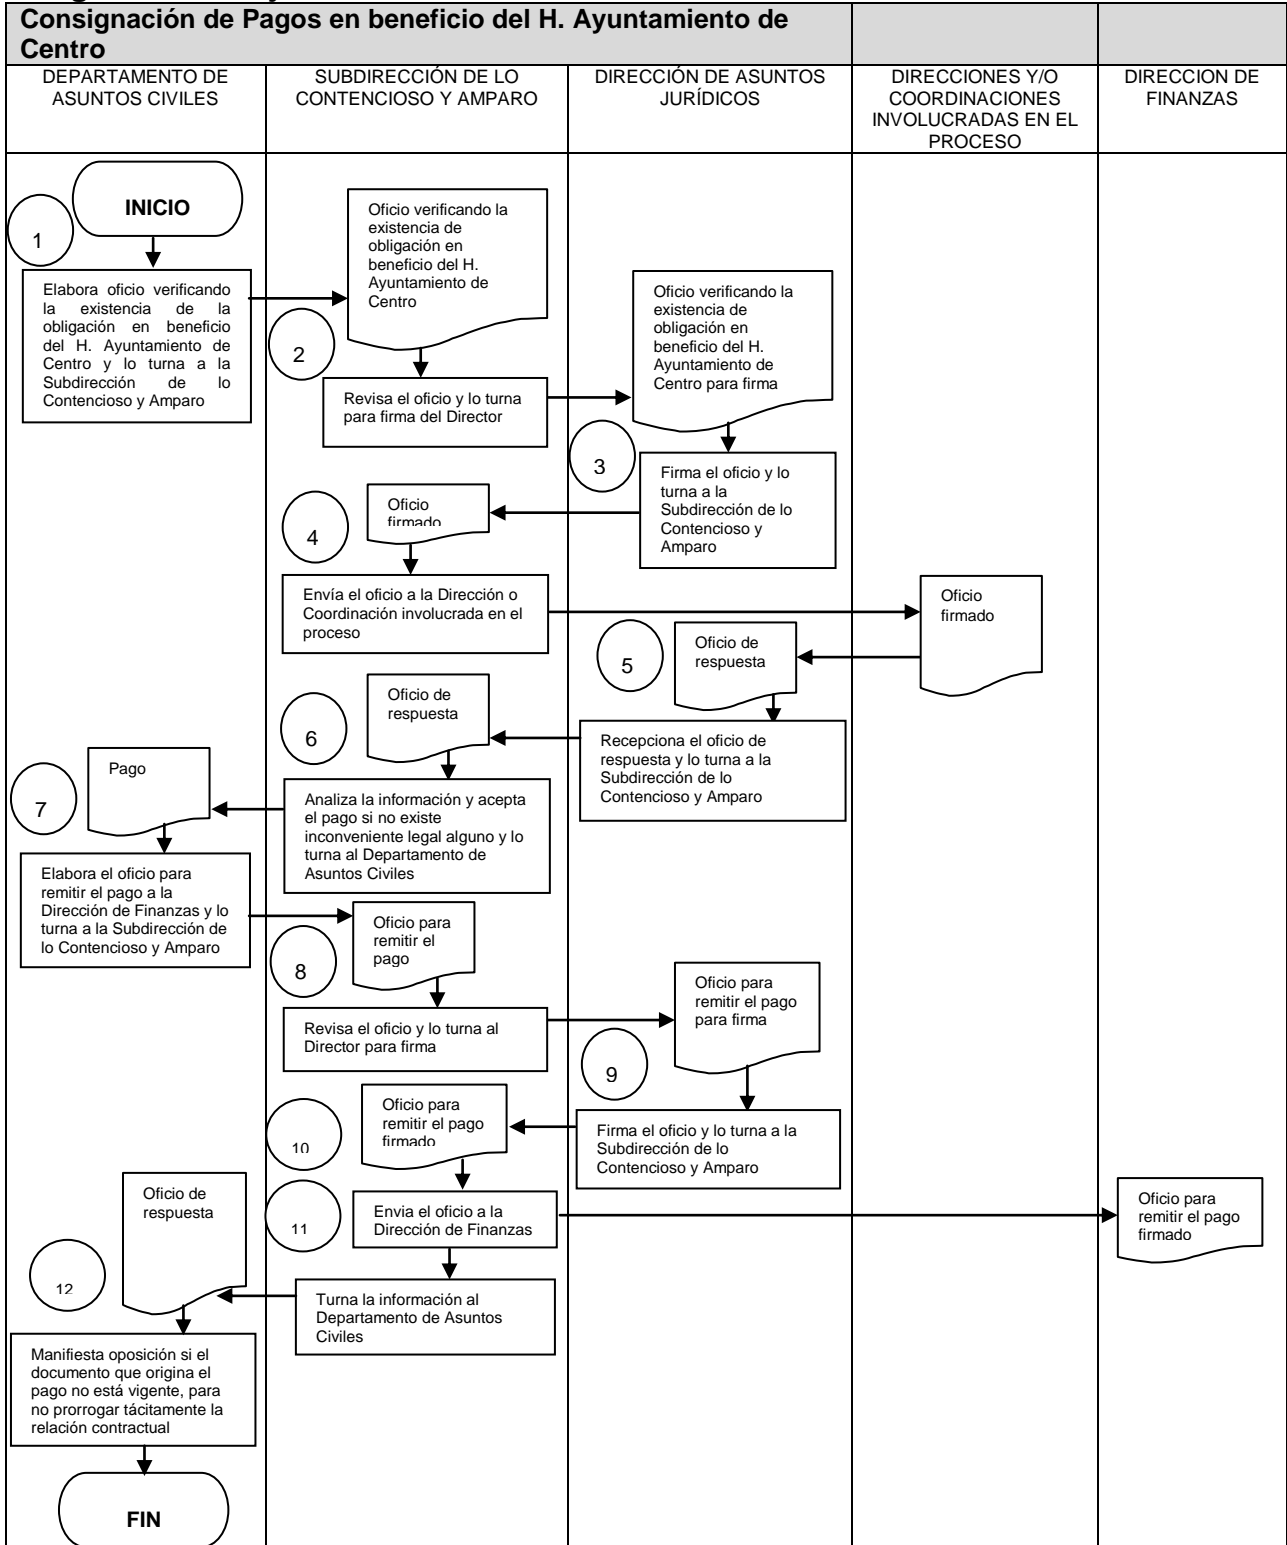 Consignación de Pagos en beneficio del H. Ayuntamiento de
Centro
DEPARTAMENTO DE
ASUNTOS CIVILES
SUBDIRECCIÓN DE LO
CONTENCIOSO Y AMPARO
DIRECCIÓN DE ASUNTOS
JURÍDICOS
DIRECCIONES Y/O
COORDINACIONES
INVOLUCRADAS EN EL
PROCESO
DIRECCION DE
FINANZAS
INICIO
1
Elabora oficio verificando
la existencia de la
obligación en beneficio
del H. Ayuntamiento de
Centro y lo turna a la
Subdirección de lo
Contencioso y Amparo
Oficio verificando la
existencia de
obligación en
beneficio del H.
Ayuntamiento de
Centro
2
Revisa el oficio y lo turna
para firma del Director
Oficio verificando la
existencia de
obligación en
beneficio del H.
Ayuntamiento de
Centro para firma
3
Firma el oficio y lo
turna a la
Subdirección de lo
Contencioso y
Amparo
Oficio
firmado
4
Envía el oficio a la Dirección o
Coordinación involucrada en el
proceso
Oficio
firmado
Oficio de
respuesta
5
Recepciona el oficio de
respuesta y lo turna a la
Subdirección de lo
Contencioso y Amparo
Oficio de
respuesta
6
Analiza la información y acepta
el pago si no existe
inconveniente legal alguno y lo
turna al Departamento de
Asuntos Civiles
Pago
7
Elabora el oficio para
remitir el pago a la
Dirección de Finanzas y lo
turna a la Subdirección de
lo Contencioso y Amparo
Oficio para
remitir el
pago
8
Revisa el oficio y lo turna al
Director para firma
Oficio para
remitir el pago
para firma
9
Firma el oficio y lo turna a la
Subdirección de lo
Contencioso y Amparo
Oficio para
remitir el pago
firmado
10
Envia el oficio a la
Dirección de Finanzas
11
Oficio para
remitir el pago
firmado
Turna la información al
Departamento de Asuntos
Civiles
Oficio de
respuesta
12
Manifiesta oposición si el
documento que origina el
pago no está vigente, para
no prorrogar tácitamente la
relación contractual
FIN